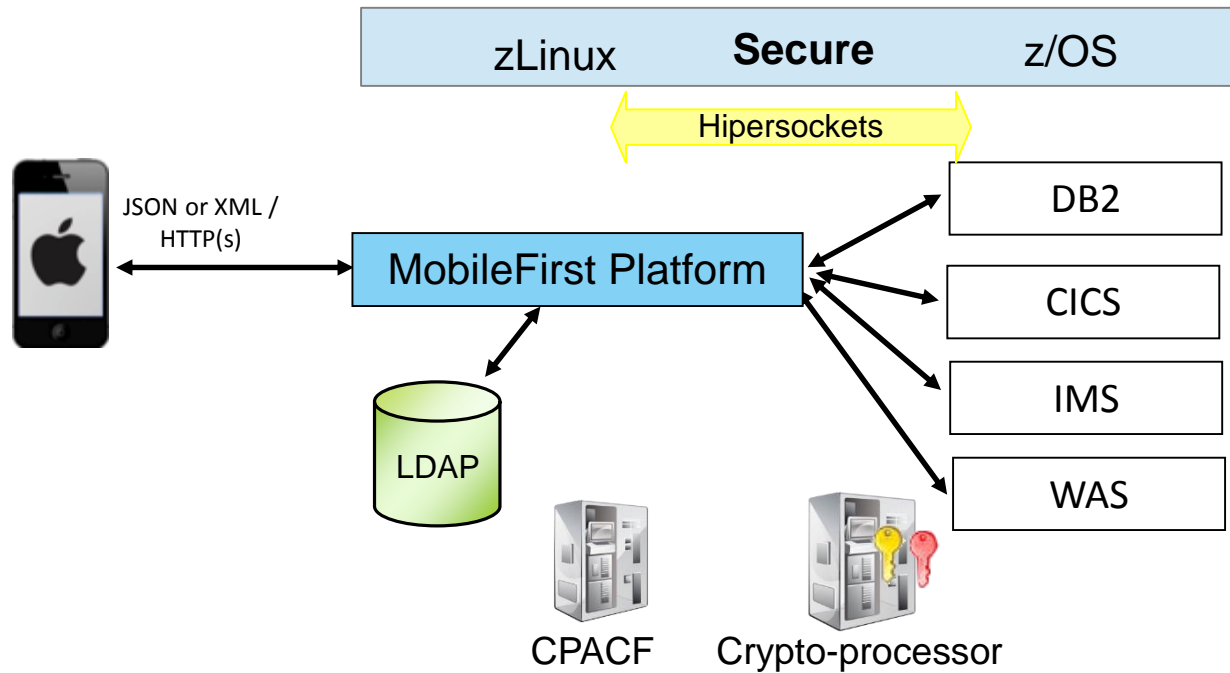 zLinux Secure z/OS
Hipersockets
JSON or XML /
HTTP(s)
MobileFirst Platform
DB2
CICS
IMS
WAS
LDAP
CPACF
Crypto-processor